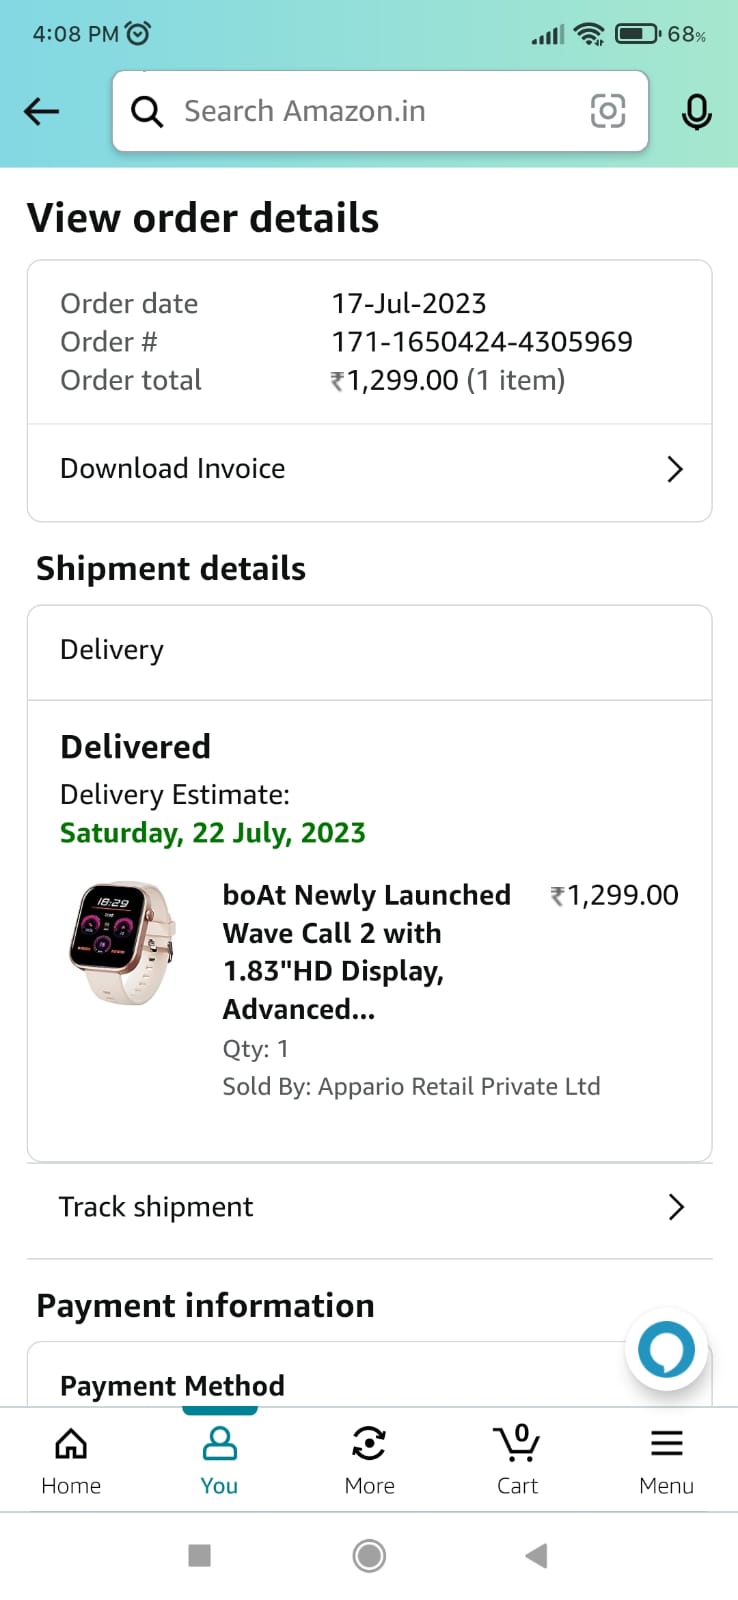 4:08 PM
68%
Search Amazon.in
View order details
Order date 17-Jul-2023
Order # 171-1650424-4305969
Order total ₹1,299.00 (1 item)
Download Invoice
Shipment details
Delivery
Delivered
Delivery Estimate:
Saturday, 22 July, 2023
18:29
boAt Newly Launched ₹1,299.00
Wave Call 2 with
1.83"HD Display,
Advanced...
Qty: 1
Sold By: Appario Retail Private Ltd
Track shipment
Payment information
Payment Method
0
Home You More Cart Menu